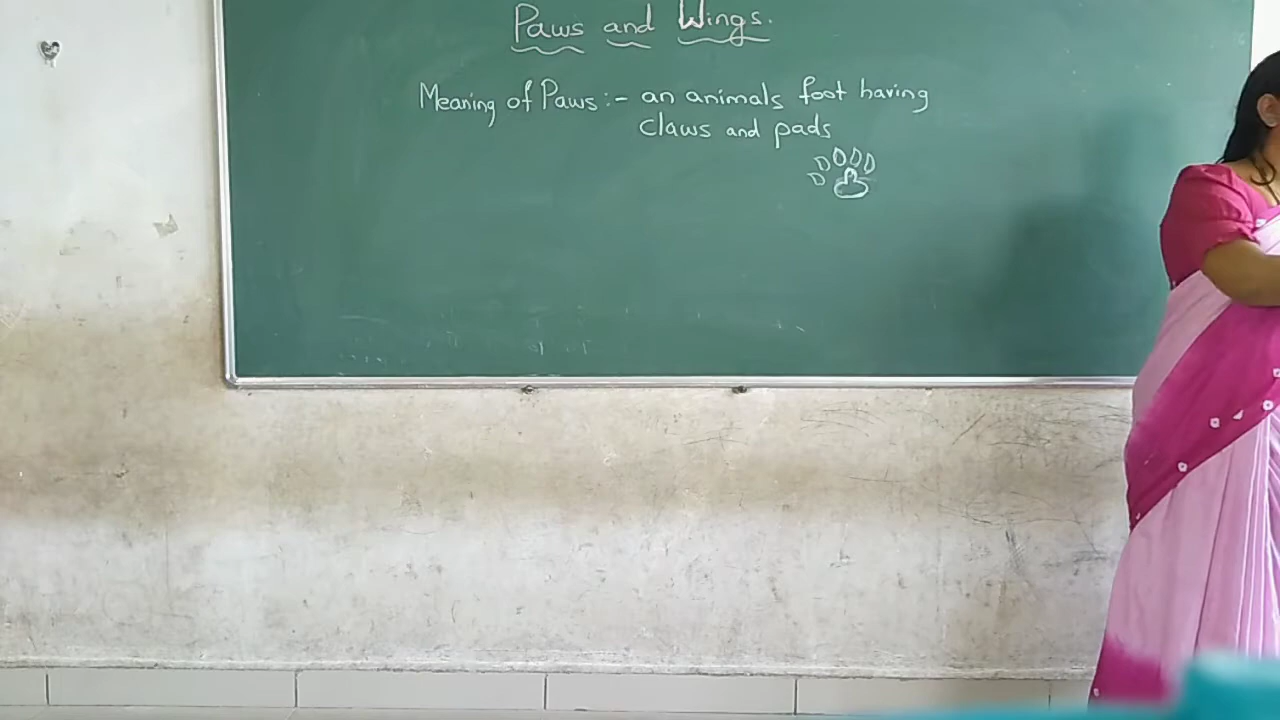 Paws and Wings.
Meaning of Paws :- an animals foot having
claws and pads